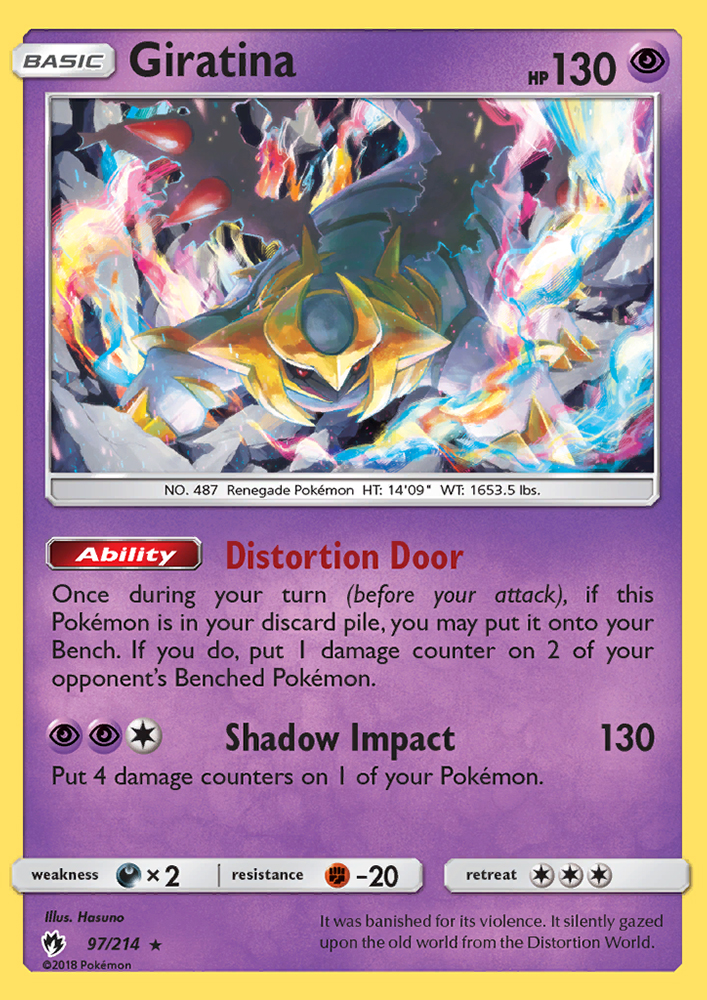 BASIC Giratina HP 130
NO. 487 Renegade Pokémon HT: 14'09" WT: 1653.5 lbs.
Ability Distortion Door
Once during your turn (before your attack), if this
Pokémon is in your discard pile, you may put it onto your
Bench. If you do, put 1 damage counter on 2 of your
opponent's Benched Pokémon.
Shadow Impact 130
Put 4 damage counters on 1 of your Pokémon.
weakness ×2 resistance -20 retreat
Illus. Hasuno
97/214 ★
©2018 Pokémon
It was banished for its violence. It silently gazed
upon the old world from the Distortion World.